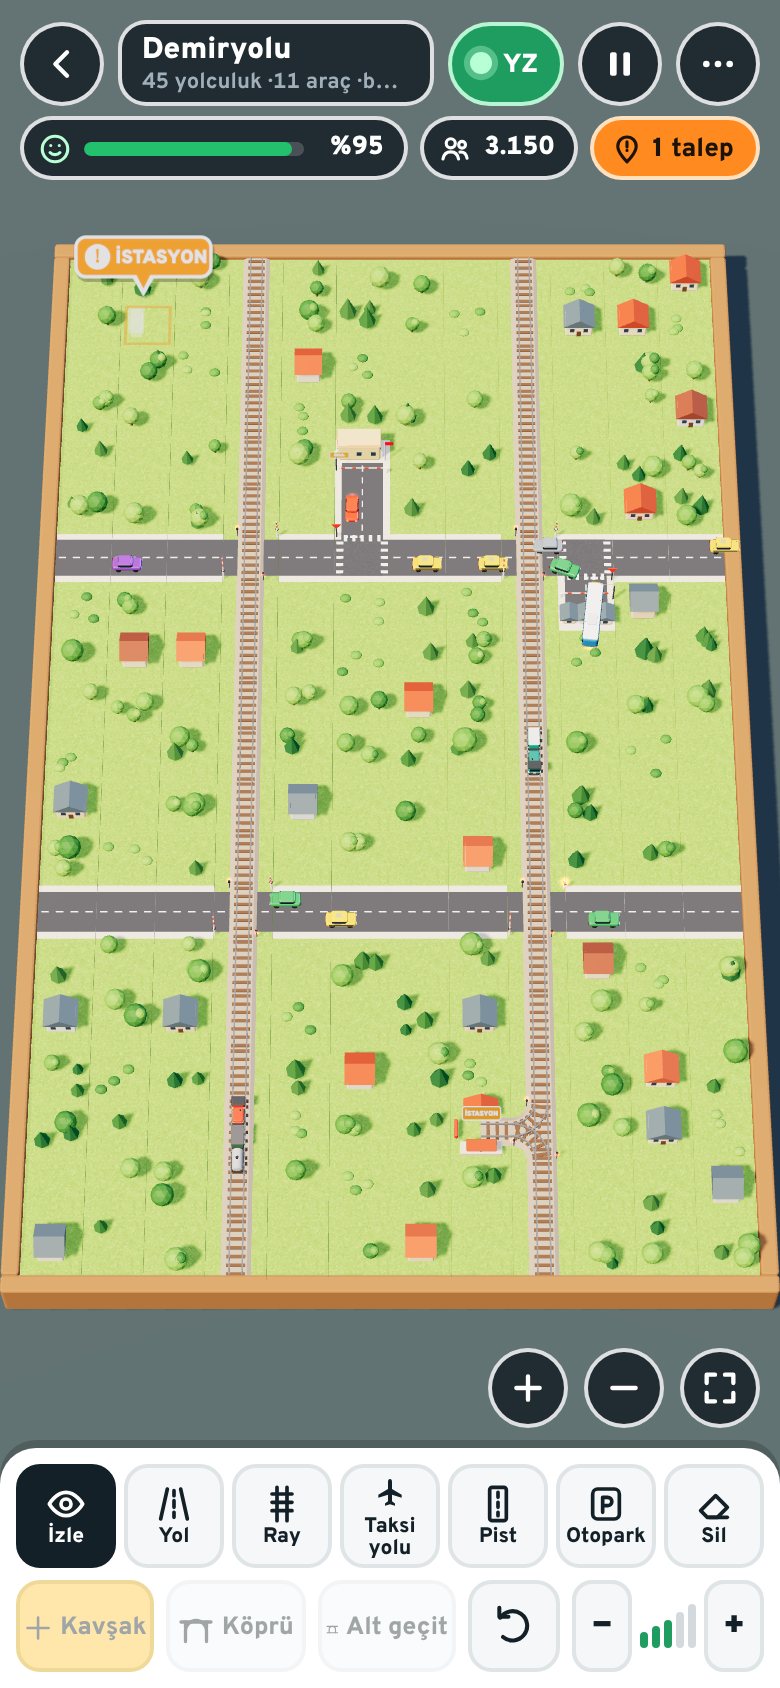 Demiryolu
45 yolculuk ·11 araç ·b...
YZ
%95
3.150
1 talep
İSTASYON
İSTASYON
İzle
Yol
Ray
Taksi
yolu
Pist
Otopark
Sil
Kavşak
Köprü
Alt geçit